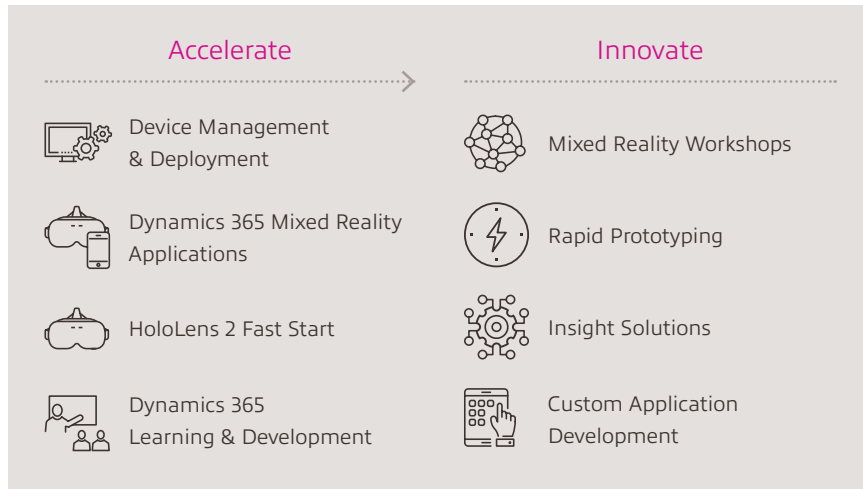 Accelerate
Device Management
& Deployment
Dynamics 365 Mixed Reality
Applications
HoloLens 2 Fast Start
Dynamics 365
Learning & Development
Innovate
Mixed Reality Workshops
Rapid Prototyping
Insight Solutions
Custom Application
Development